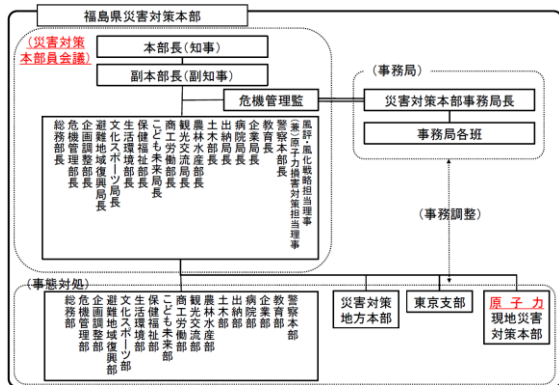 福島県災害対策本部
(災害対策
本部員会議)
本部長(知事)
副本部長(副知事)
危機管理監
(事務局)
災害対策本部事務局長
事務局各班
風評・風化戦略担当理事
(兼)原子力損害対策担当理事
警察本部長
教育長
企業局長
病院局長
出納局長
土木部長
農林水産部長
観光交流局長
商工労働部長
こども未来局長
保健福祉部長
生活環境部長
文化スポーツ局長
避難地域復興局長
企画調整部長
危機管理部長
総務部長
(事務調整)
(事態対処)
警察本部
教育部
企業部
病院部
出納部
土木部
農林水産部
観光交流部
商工労働部
こども未来部
保健福祉部
生活環境部
文化スポーツ部
避難地域復興部
企画調整部
危機管理部
総務部
災害対策
地方本部
東京支部
原子力
現地災害
対策本部